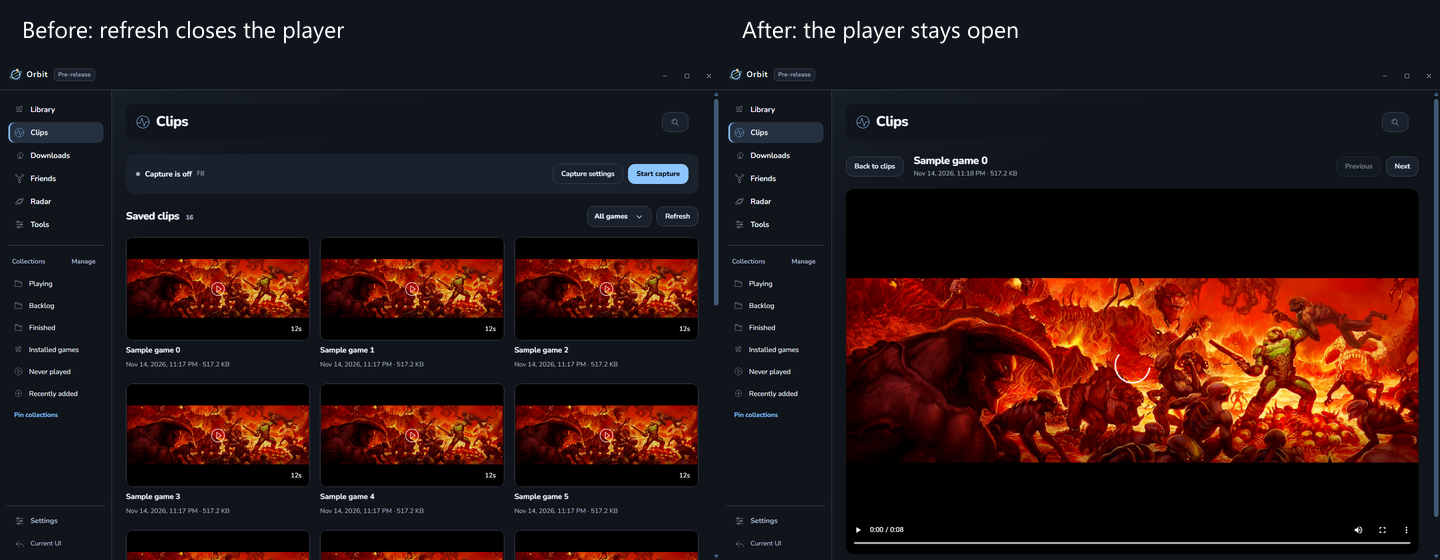 Before: refresh closes the player
Orbit Pre-release
Library
Clips
Downloads
Friends
Radar
Tools
Collections Manage
Playing
Backlog
Finished
Installed games
Never played
Recently added
Pin collections
Settings
Current UI
Clips
Capture is off F8
Capture settings Start capture
Saved clips 16
All games Refresh
12s 12s 12s
Sample game 0 Sample game 1 Sample game 2
Nov 14, 2026, 11:17 PM · 517.2 KB Nov 14, 2026, 11:17 PM · 517.2 KB Nov 14, 2026, 11:17 PM · 517.2 KB
12s 12s 12s
Sample game 3 Sample game 4 Sample game 5
Nov 14, 2026, 11:17 PM · 517.2 KB Nov 14, 2026, 11:17 PM · 517.2 KB Nov 14, 2026, 11:17 PM · 517.2 KB
After: the player stays open
Orbit Pre-release
Library
Clips
Downloads
Friends
Radar
Tools
Collections Manage
Playing
Backlog
Finished
Installed games
Never played
Recently added
Pin collections
Settings
Current UI
Clips
Back to clips
Sample game 0
Nov 14, 2026, 11:18 PM · 517.2 KB
Previous Next
0:00 / 0:08